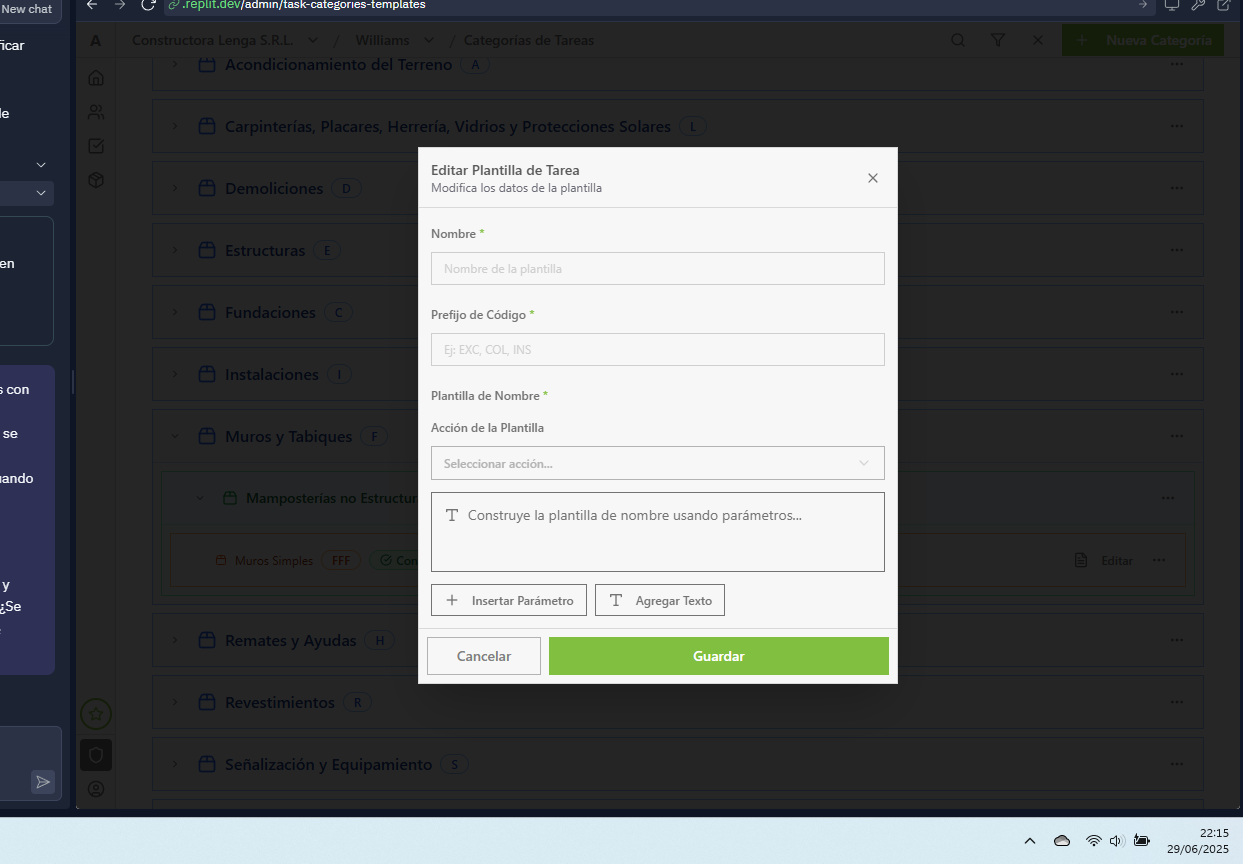 New chat
.replit.dev/admin/task-categories-templates
ficar
en
s con
se
uando
y
¿Se
A
Constructora Lenga S.R.L. / Williams / Categorías de Tareas
+ Nueva Categoría
Acondicionamiento del Terreno A
Carpinterías, Placares, Herrería, Vidrios y Protecciones Solares L
Demoliciones D
Estructuras E
Fundaciones C
Instalaciones I
Muros y Tabiques F
Mamposterías no Estructur
Muros Simples FFF Con
Editar
Remates y Ayudas H
Revestimientos R
Señalización y Equipamiento S
Editar Plantilla de Tarea
Modifica los datos de la plantilla
Nombre *
Nombre de la plantilla
Prefijo de Código *
Ej: EXC, COL, INS
Plantilla de Nombre *
Acción de la Plantilla
Seleccionar acción...
T Construye la plantilla de nombre usando parámetros...
+ Insertar Parámetro
T Agregar Texto
Cancelar
Guardar
22:15
29/06/2025